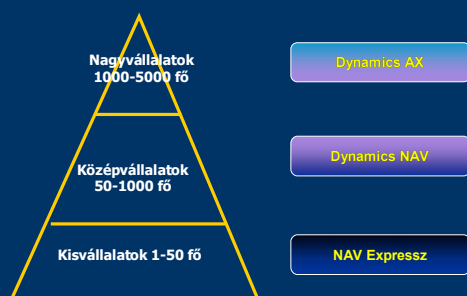 Nagyvállalatok
1000-5000 fő
Dynamics AX
Középvállalatok
50-1000 fő
Dynamics NAV
Kisvállalatok 1-50 fő
NAV Expressz